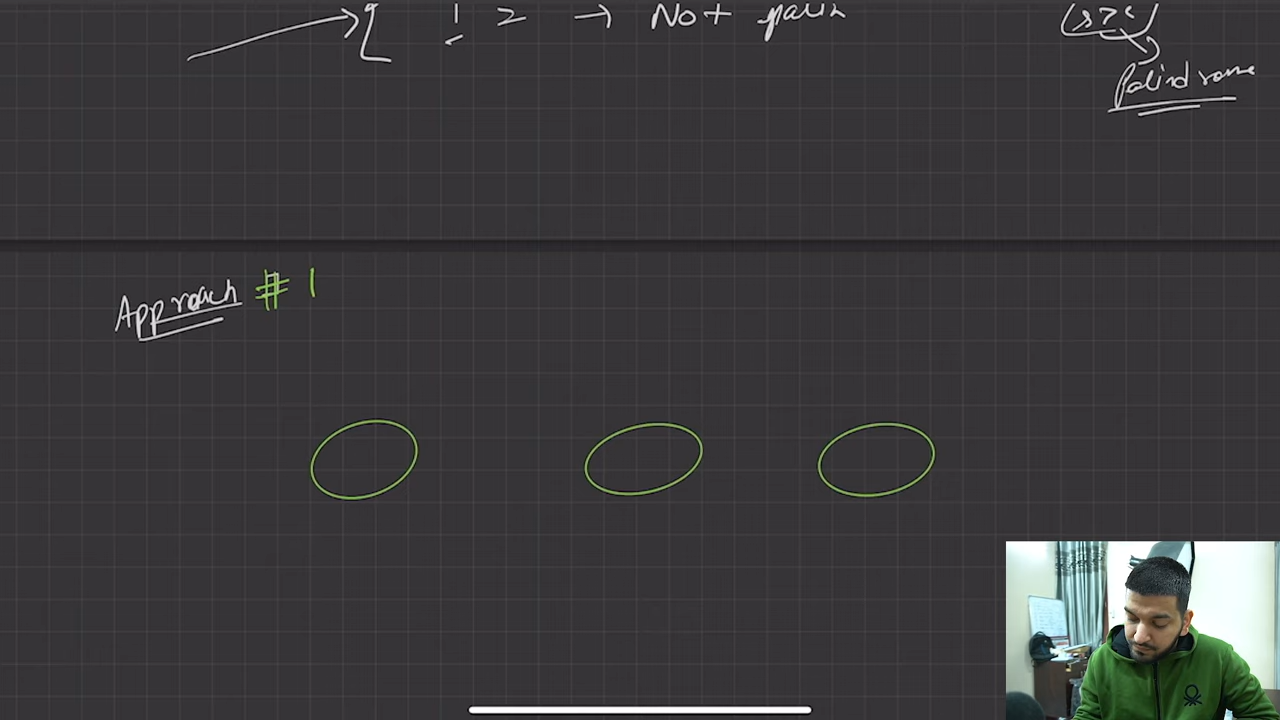 1 2 → Not palin
Palindrome
Approach # 1